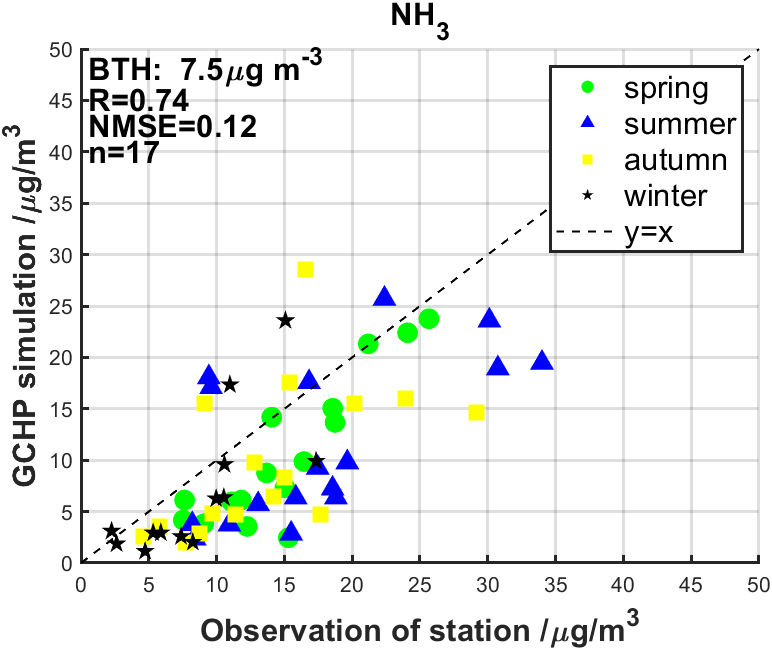 NH3
BTH: 7.5μg m-3
R=0.74
NMSE=0.12
n=17
spring
summer
autumn
winter
y=x
50
45
40
35
30
25
20
15
10
5
0
0 5 10 15 20 25 30 35 40 45 50
GCHP simulation /μg/m3
Observation of station /μg/m3